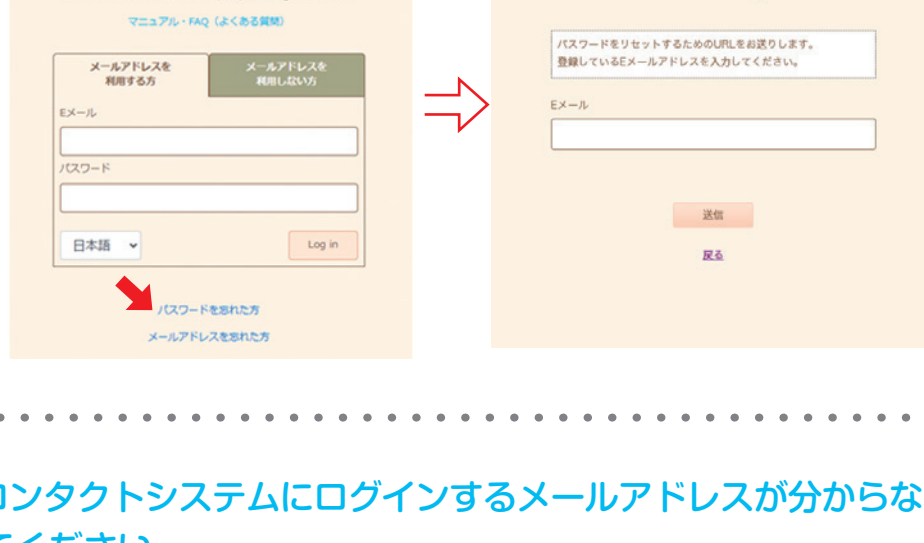 マニュアル・FAQ（よくある質問）
メールアドレスを
利用する方
メールアドレスを
利用しない方
Eメール
パスワード
日本語
Log in
パスワードを忘れた方
メールアドレスを忘れた方
パスワードをリセットするためのURLをお送りします。
登録しているEメールアドレスを入力してください。
Eメール
送信
戻る
コンタクトシステムにログインするメールアドレスが分からな
てください